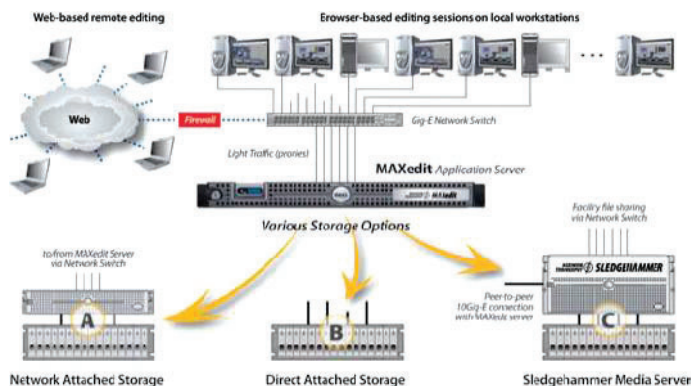 Web-based remote editing
Browser-based editing sessions on local workstations
Web
Firewall
Gig-E Network Switch
Light Traffic (proxies)
MAXedit Application Server
DELL
MAXedit
Various Storage Options
to/from MAXedit Server
via Network Switch
Facility file sharing
via Network Switch
SLEDGEHAMMER
Peer-to-peer
10Gig-E connection
with MAXedit server
A
B
C
Network Attached Storage
Direct Attached Storage
Sledgehammer Media Server